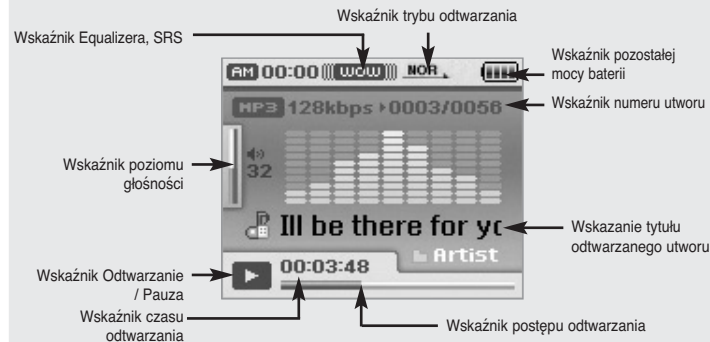 Wskaźnik trybu odtwarzania
Wskaźnik Equalizera, SRS
Wskaźnik pozostałej
mocy baterii
AM 00:00 WOW NOR
MP3 128kbps 0003/0056
Wskaźnik numeru utworu
Wskaźnik poziomu
głośności
32
Ill be there for yo
Wskazanie tytułu
odtwarzanego utworu
Artist
Wskaźnik Odtwarzanie
/ Pauza
00:03:48
Wskaźnik czasu
odtwarzania
Wskaźnik postępu odtwarzania